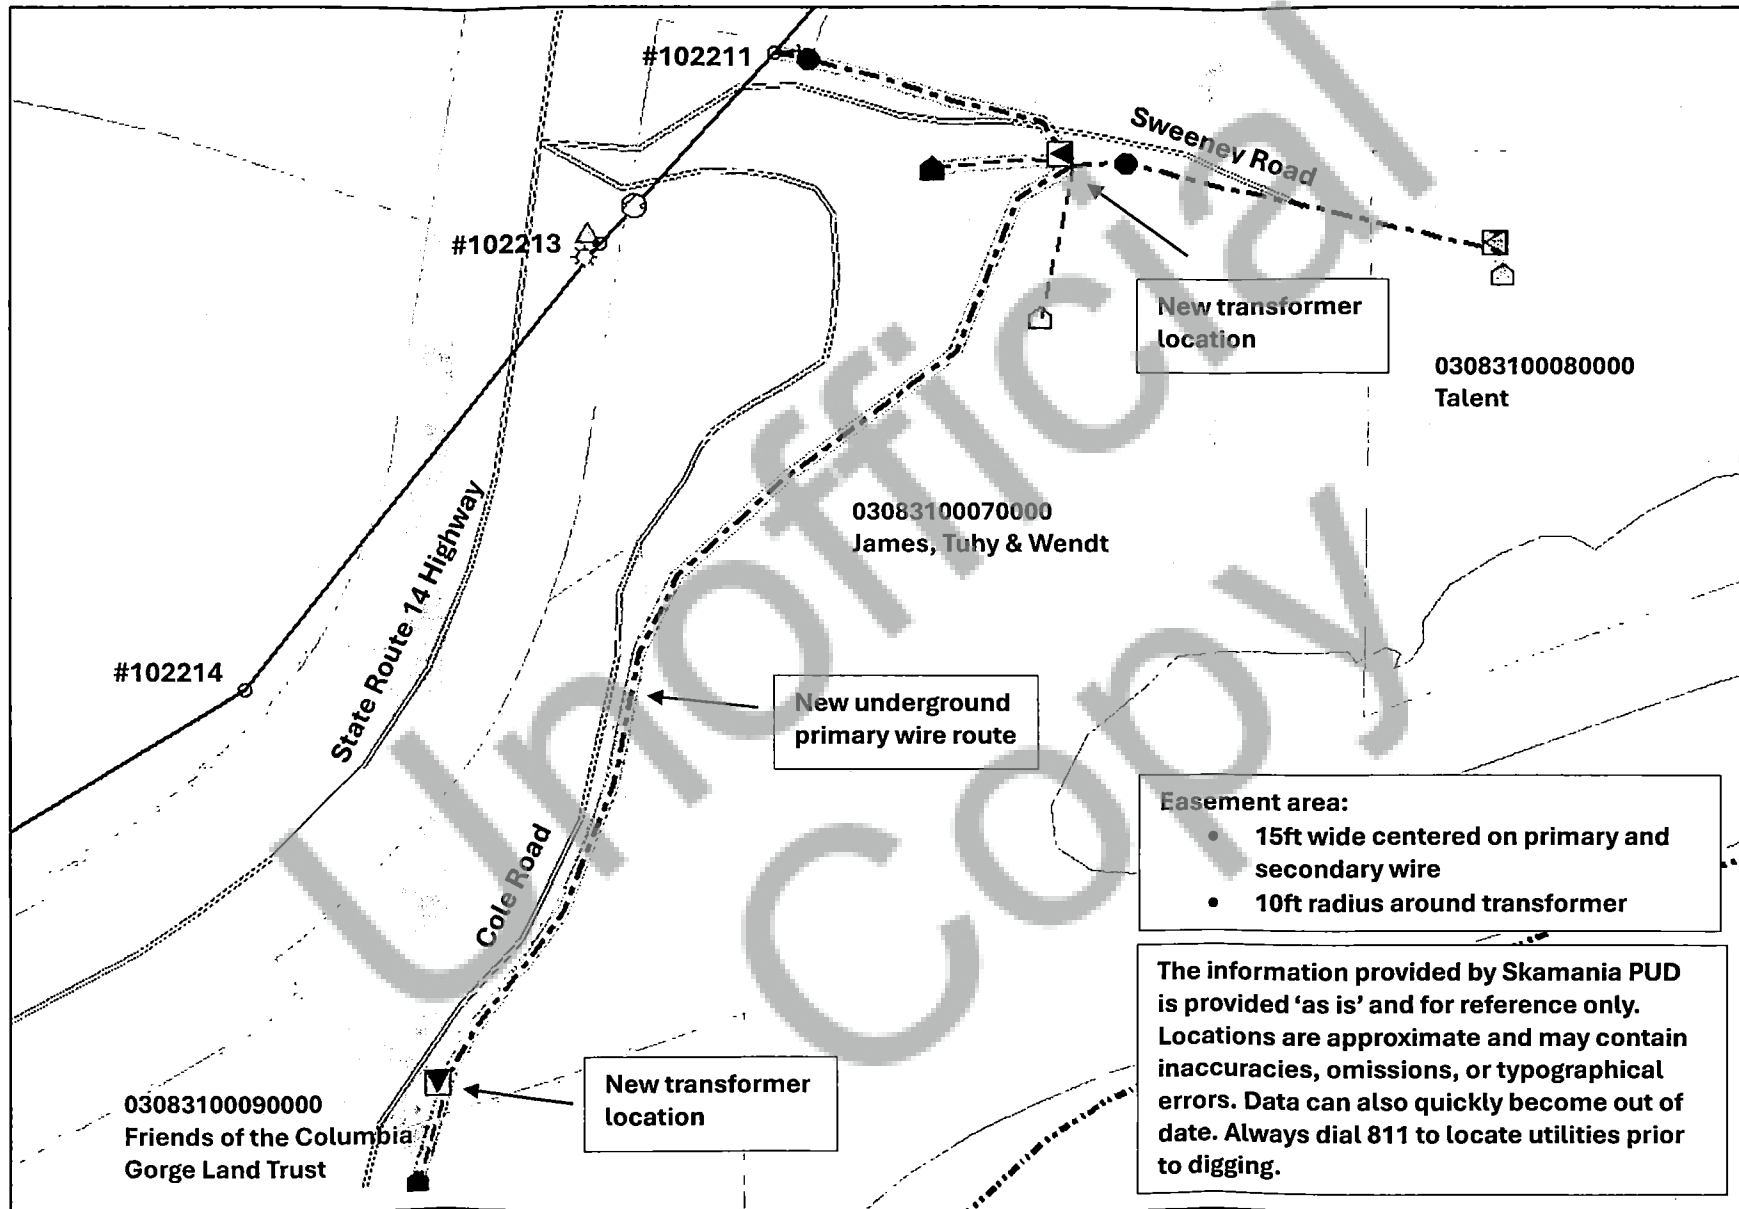 #102211
Sweeney Road
#102213
New transformer
location
03083100080000
Talent
State Route 14 Highway
03083100070000
James, Tuhy & Wendt
#102214
New underground
primary wire route
Easement area:
• 15ft wide centered on primary and
secondary wire
• 10ft radius around transformer
Cole Road
The information provided by Skamania PUD
is provided ‘as is’ and for reference only.
Locations are approximate and may contain
inaccuracies, omissions, or typographical
errors. Data can also quickly become out of
date. Always dial 811 to locate utilities prior
to digging.
New transformer
location
03083100090000
Friends of the Columbia
Gorge Land Trust
Unofficial
Copy